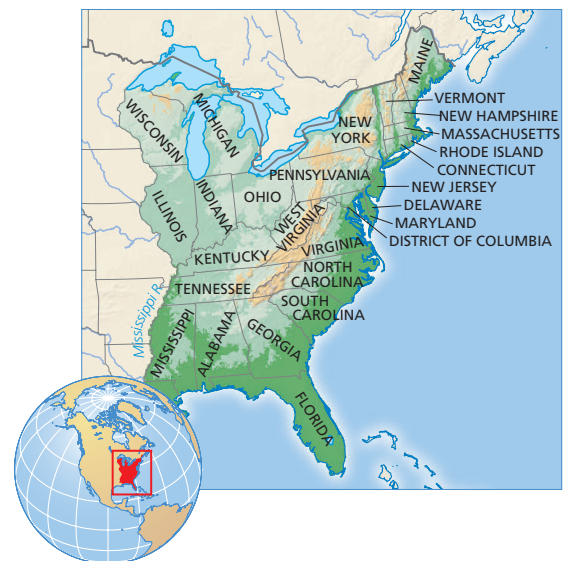 MAINE
VERMONT
NEW HAMPSHIRE
MASSACHUSETTS
RHODE ISLAND
CONNECTICUT
NEW JERSEY
DELAWARE
MARYLAND
DISTRICT OF COLUMBIA
WISCONSIN
MICHIGAN
NEW
YORK
PENNSYLVANIA
ILLINOIS
INDIANA
OHIO
WEST
VIRGINIA
VIRGINIA
KENTUCKY
NORTH
CAROLINA
TENNESSEE
SOUTH
CAROLINA
Mississippi R.
MISSISSIPPI
ALABAMA
GEORGIA
FLORIDA